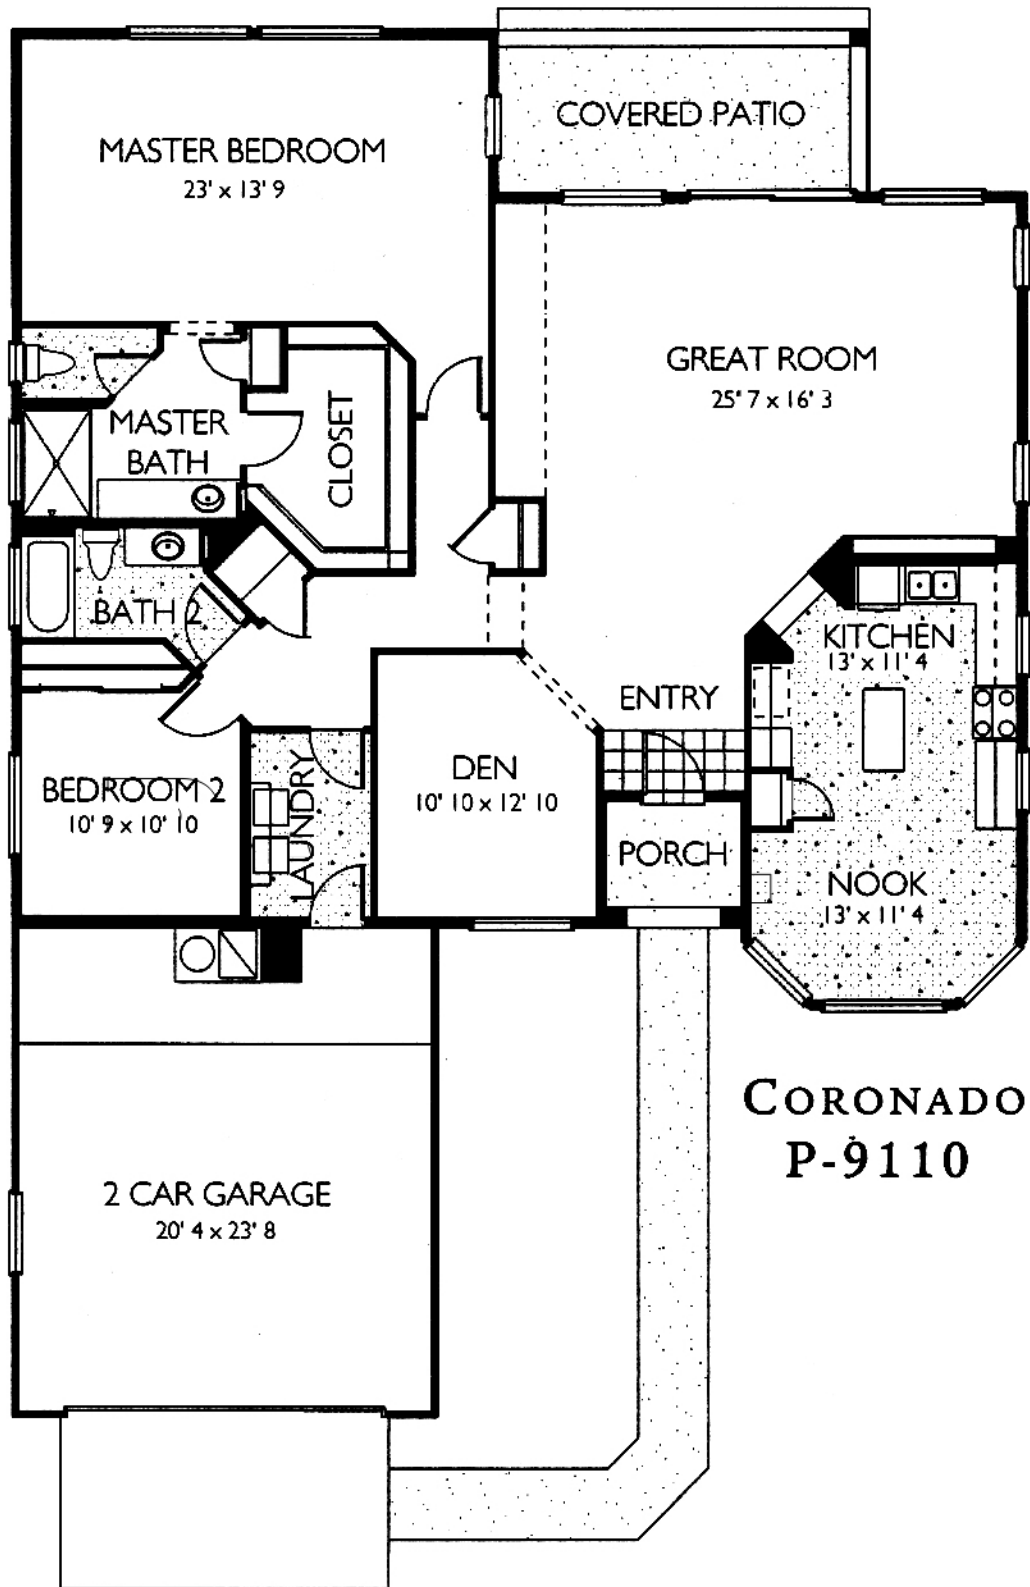 COVERED PATIO
MASTER BEDROOM
23' x 13' 9
GREAT ROOM
25' 7 x 16' 3
MASTER
BATH
CLOSET
BATH 2
KITCHEN
13' x 11' 4
ENTRY
DEN
10' 10 x 12' 10
BEDROOM 2
10' 9 x 10' 10
LAUNDRY
PORCH
NOOK
13' x 11' 4
CORONADO
P-9110
2 CAR GARAGE
20' 4 x 23' 8